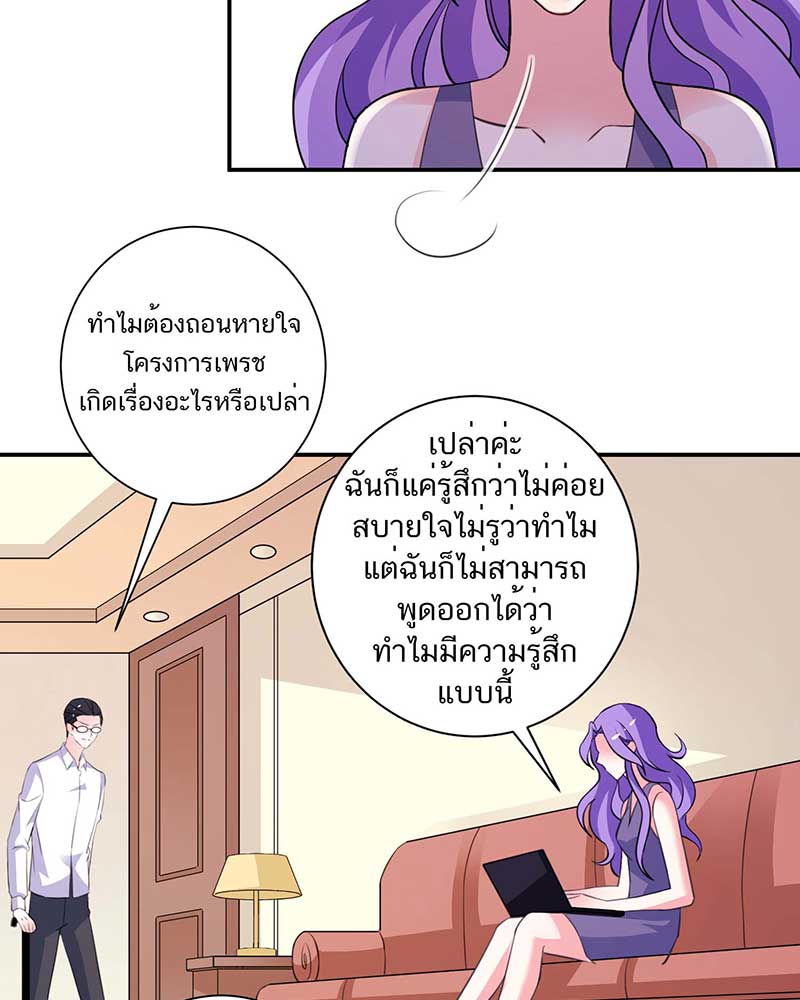 ทำไมต้องถอนหายใจ
โครงการเพรช
เกิดเรื่องอะไรหรือเปล่า
เปล่าค่ะ
ฉันก็แค่รู้สึกว่าไม่ค่อย
สบายใจไม่รูว่าทำไม
แต่ฉันก็ไม่สามารถ
พูดออกได้ว่า
ทำไมมีความรู้สึก
แบบนี้